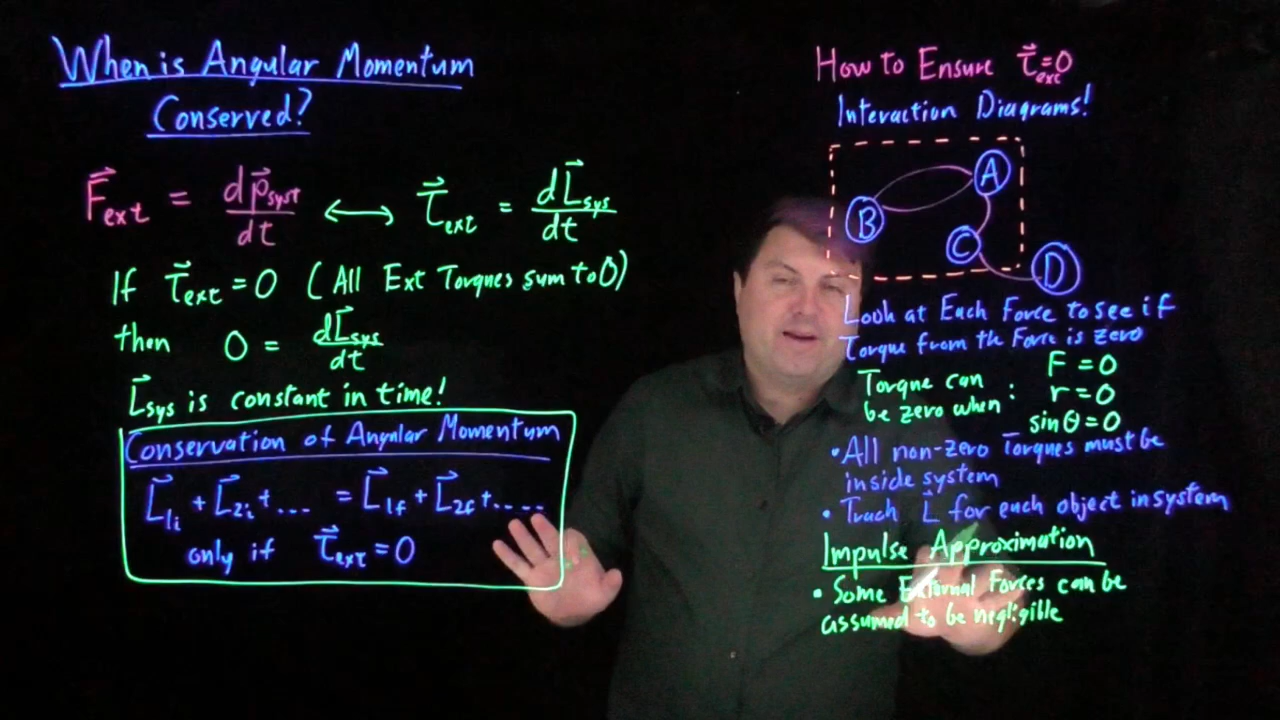 When is Angular Momentum
Conserved?
F⃗ext = dp⃗syst/dt ⟷ τ⃗ext = dL⃗sys/dt
If τ⃗ext = 0 (All Ext Torques sum to 0)
then 0 = dL⃗sys/dt
L⃗sys is constant in time!
Conservation of Angular Momentum
L⃗1i + L⃗2i + ... = L⃗1f + L⃗2f + .....
only if τ⃗ext = 0
How to Ensure τ⃗ext = 0
Interaction Diagrams!
A
B
C
D
Look at Each Force to see if
Torque from the Force is zero
Torque can
be zero when:
F = 0
r = 0
sinθ = 0
• All non-zero Torques must be
inside system
• Track L⃗ for each object in system
Impulse Approximation
• Some External Forces can be
assumed to be negligible